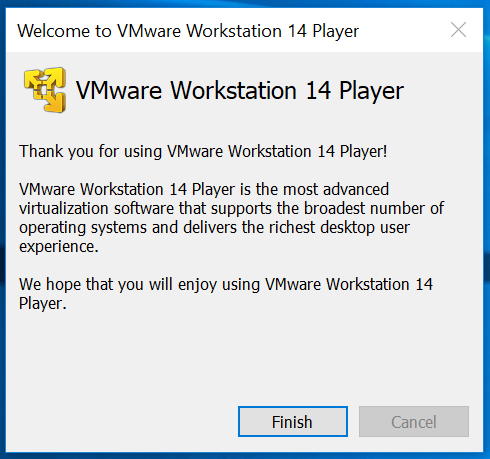 Welcome to VMware Workstation 14 Player
VMware Workstation 14 Player
Thank you for using VMware Workstation 14 Player!
VMware Workstation 14 Player is the most advanced
virtualization software that supports the broadest number of
operating systems and delivers the richest desktop user
experience.
We hope that you will enjoy using VMware Workstation 14
Player.
Finish
Cancel